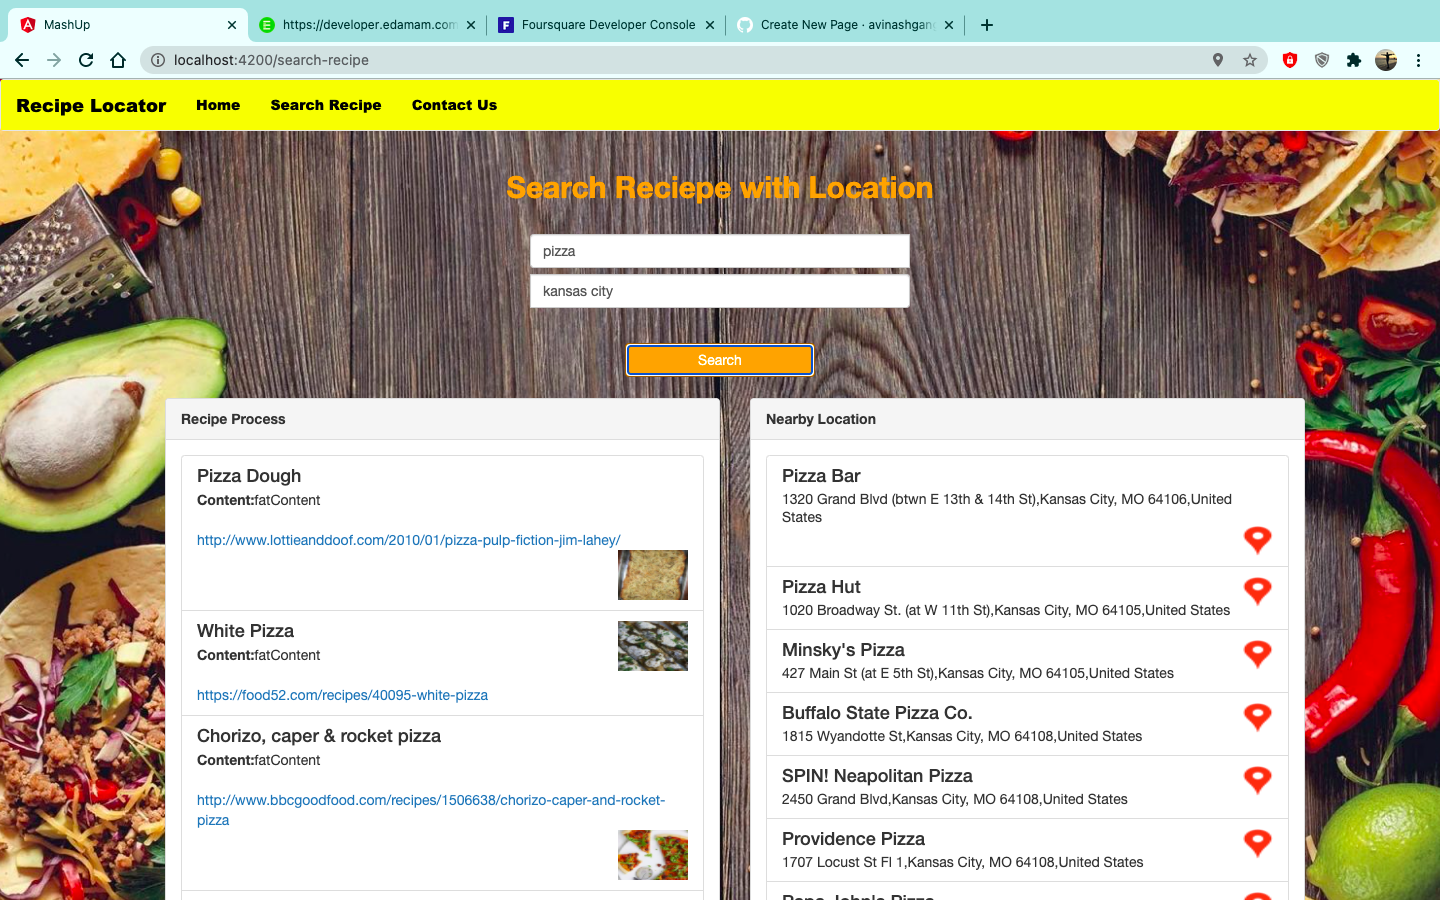 MashUp
https://developer.edamam.com
Foursquare Developer Console
Create New Page · avinashgan
localhost:4200/search-recipe
Recipe Locator
Home
Search Recipe
Contact Us
Search Reciepe with Location
pizza
kansas city
Search
Recipe Process
Pizza Dough
Content:fatContent
http://www.lottieanddoof.com/2010/01/pizza-pulp-fiction-jim-lahey/
White Pizza
Content:fatContent
https://food52.com/recipes/40095-white-pizza
Chorizo, caper & rocket pizza
Content:fatContent
http://www.bbcgoodfood.com/recipes/1506638/chorizo-caper-and-rocket-
pizza
Nearby Location
Pizza Bar
1320 Grand Blvd (btwn E 13th & 14th St),Kansas City, MO 64106,United
States
Pizza Hut
1020 Broadway St. (at W 11th St),Kansas City, MO 64105,United States
Minsky's Pizza
427 Main St (at E 5th St),Kansas City, MO 64105,United States
Buffalo State Pizza Co.
1815 Wyandotte St,Kansas City, MO 64108,United States
SPIN! Neapolitan Pizza
2450 Grand Blvd,Kansas City, MO 64108,United States
Providence Pizza
1707 Locust St Fl 1,Kansas City, MO 64108,United States
Papa John's Pizza